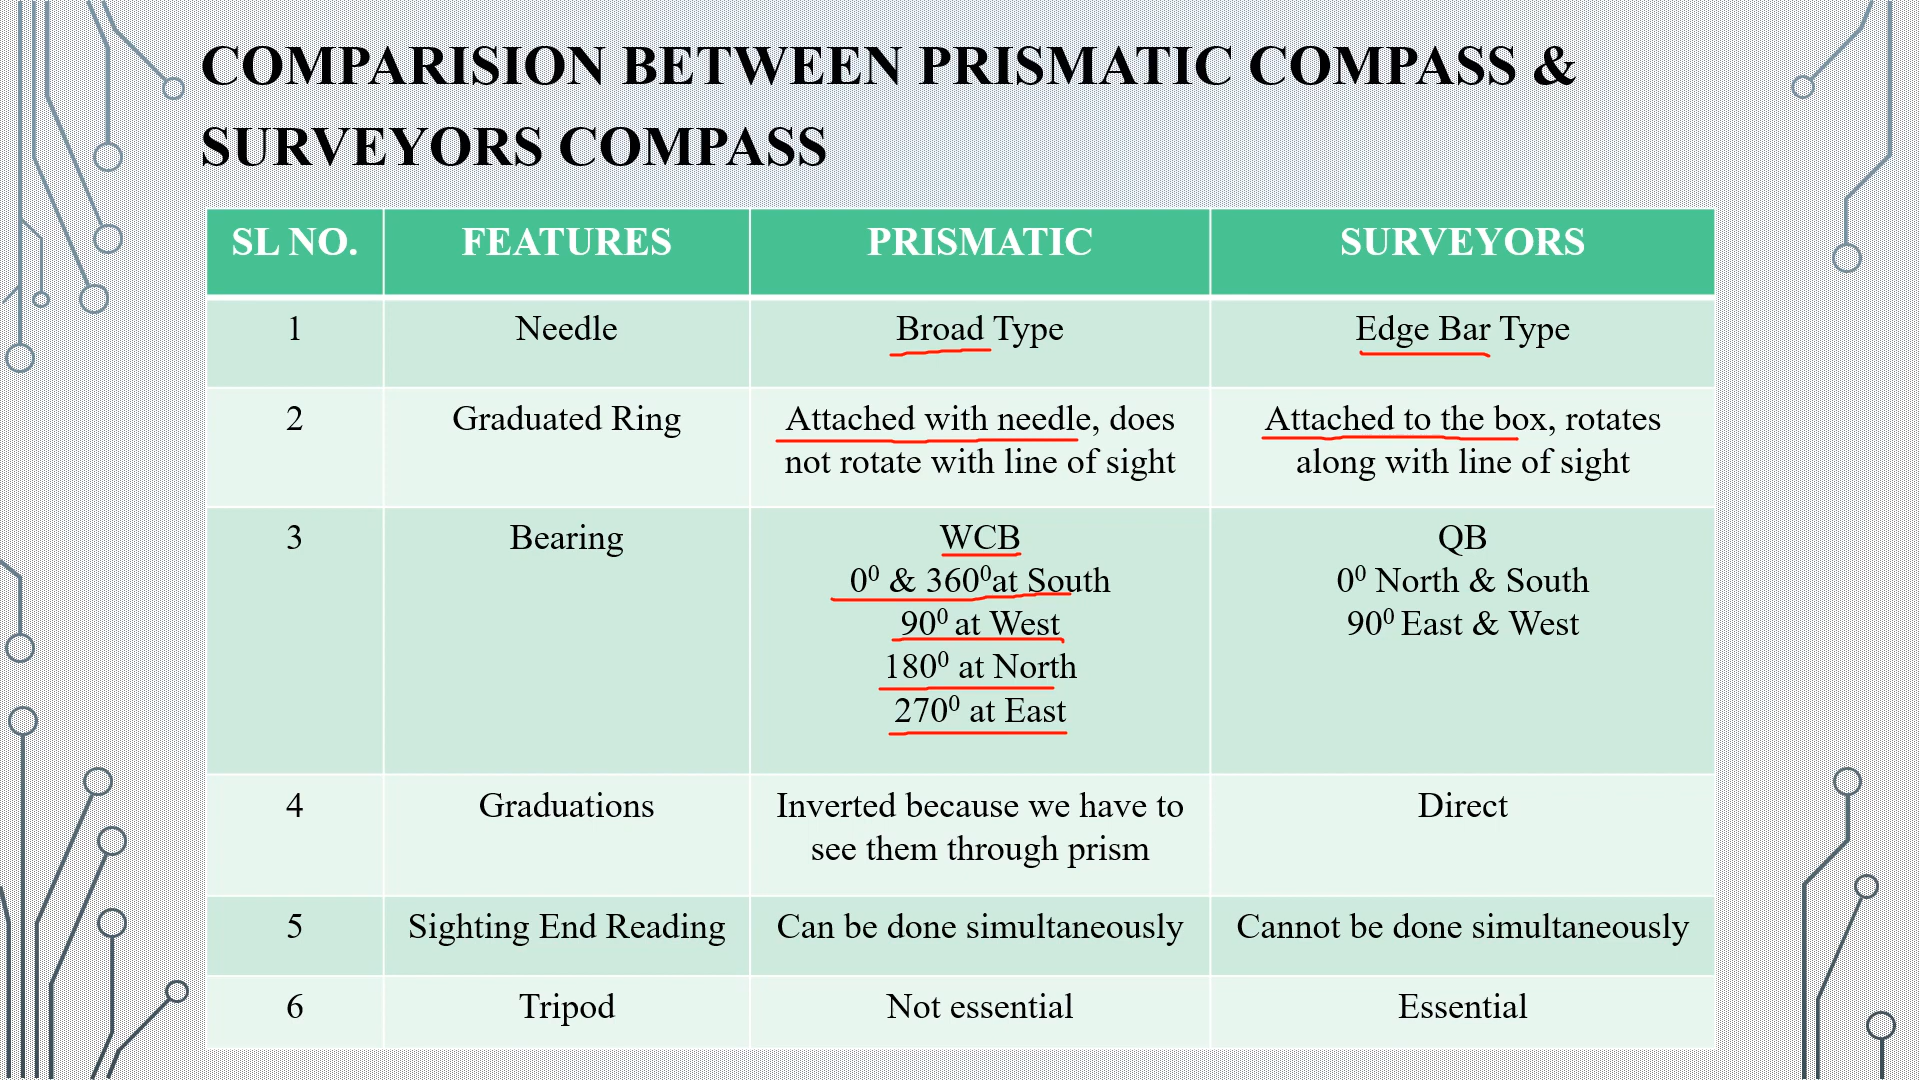 COMPARISION BETWEEN PRISMATIC COMPASS &
SURVEYORS COMPASS
SL NO. FEATURES PRISMATIC SURVEYORS
1 Needle Broad Type Edge Bar Type
2 Graduated Ring Attached with needle, does Attached to the box, rotates
not rotate with line of sight along with line of sight
3 Bearing WCB QB
0⁰ & 360⁰at South 0⁰ North & South
90⁰ at West 90⁰ East & West
180⁰ at North
270⁰ at East
4 Graduations Inverted because we have to Direct
see them through prism
5 Sighting End Reading Can be done simultaneously Cannot be done simultaneously
6 Tripod Not essential Essential